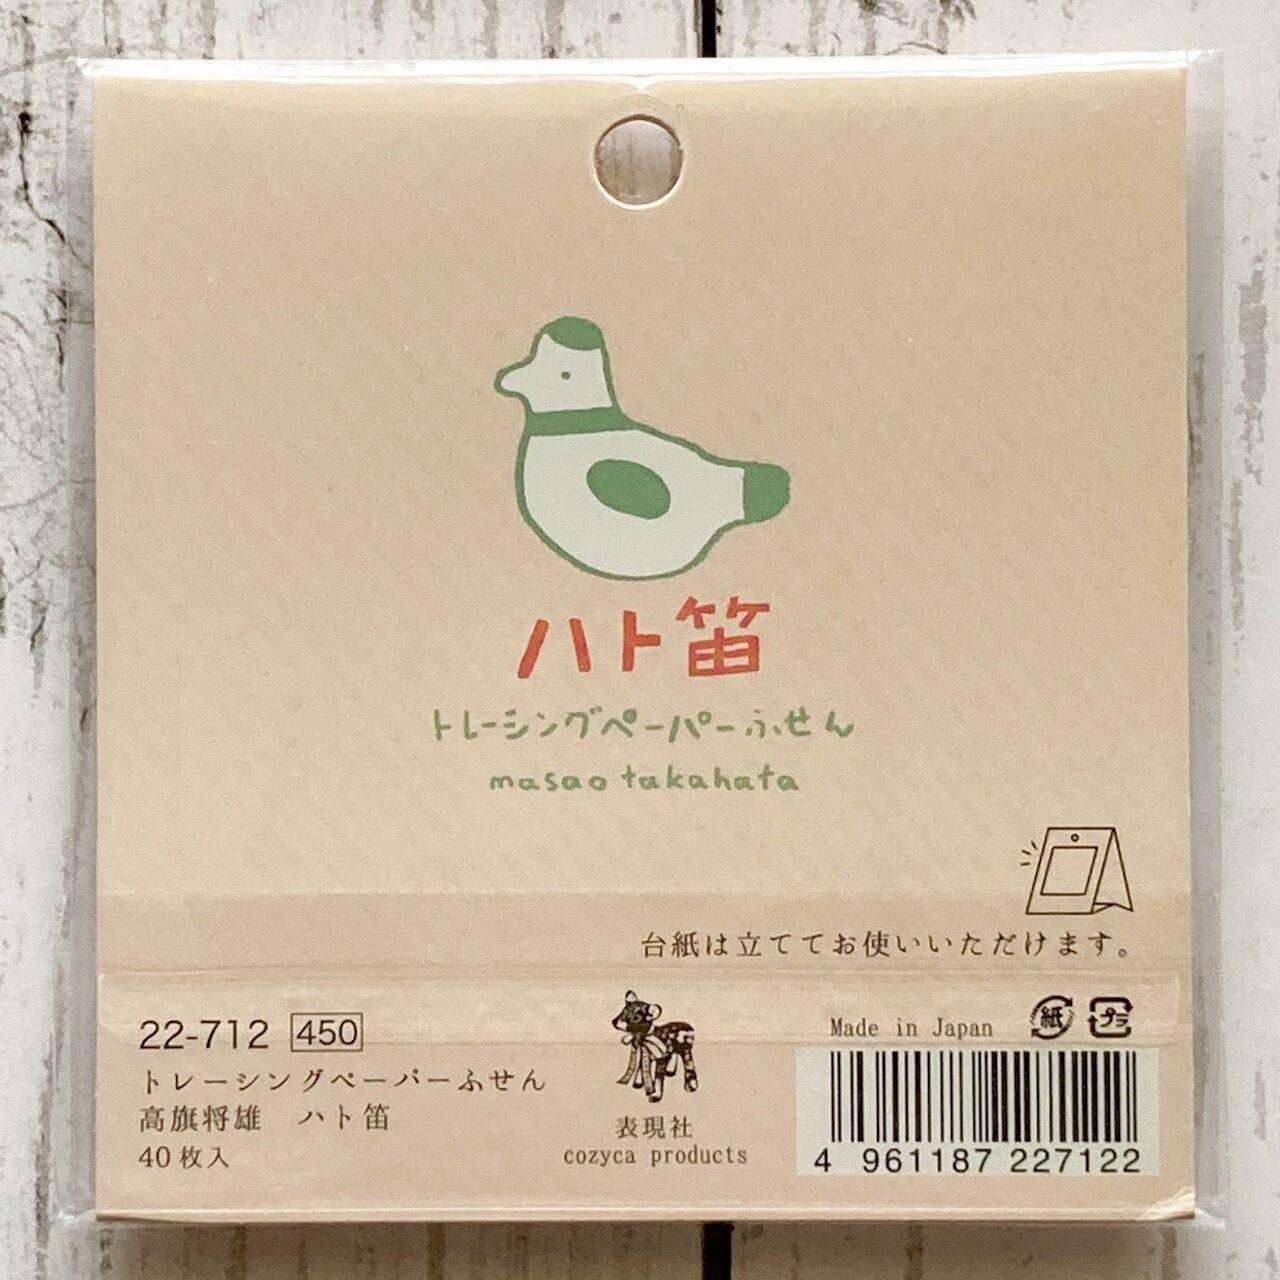 ハト笛
トレーシングペーパーふせん
masao takahata
台紙は立ててお使いいただけます。
22-712 450
トレーシングペーパーふせん
高旗将雄 ハト笛
40枚入
表現社
cozyca products
Made in Japan 紙 プラ
4 961187 227122